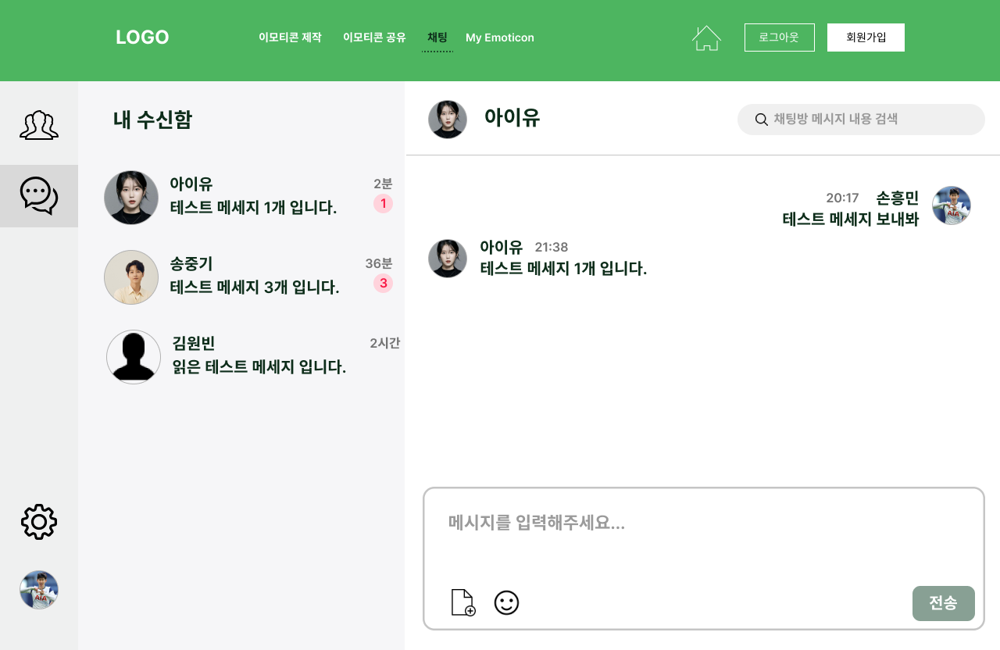 LOGO
이모티콘 제작
이모티콘 공유
채팅
My Emoticon
로그아웃
회원가입
내 수신함
아이유
2분
테스트 메세지 1개 입니다.
1
송중기
36분
테스트 메세지 3개 입니다.
3
김원빈
2시간
읽은 테스트 메세지 입니다.
아이유
채팅방 메시지 내용 검색
20:17
손흥민
테스트 메세지 보내봐
아이유
21:38
테스트 메세지 1개 입니다.
메시지를 입력해주세요...
전송
AIA
AIA